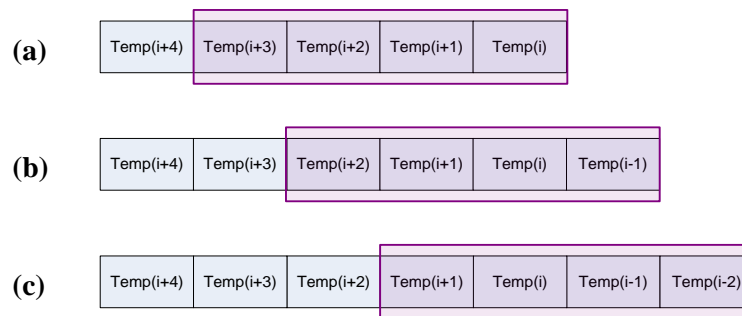 (a) Temp(i+4) Temp(i+3) Temp(i+2) Temp(i+1) Temp(i)
(b) Temp(i+4) Temp(i+3) Temp(i+2) Temp(i+1) Temp(i) Temp(i-1)
(c) Temp(i+4) Temp(i+3) Temp(i+2) Temp(i+1) Temp(i) Temp(i-1) Temp(i-2)